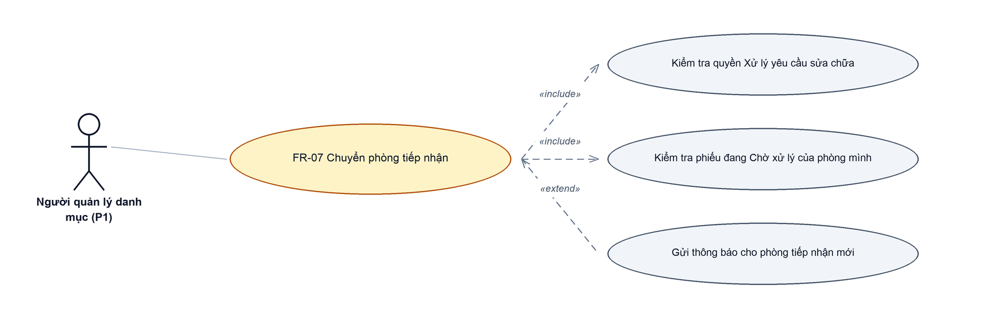 Kiểm tra quyền Xử lý yêu cầu sửa chữa
«include»
«include»
FR-07 Chuyển phòng tiếp nhận
Kiểm tra phiếu đang Chờ xử lý của phòng mình
«extend»
Người quản lý danh
mục (P1)
Gửi thông báo cho phòng tiếp nhận mới